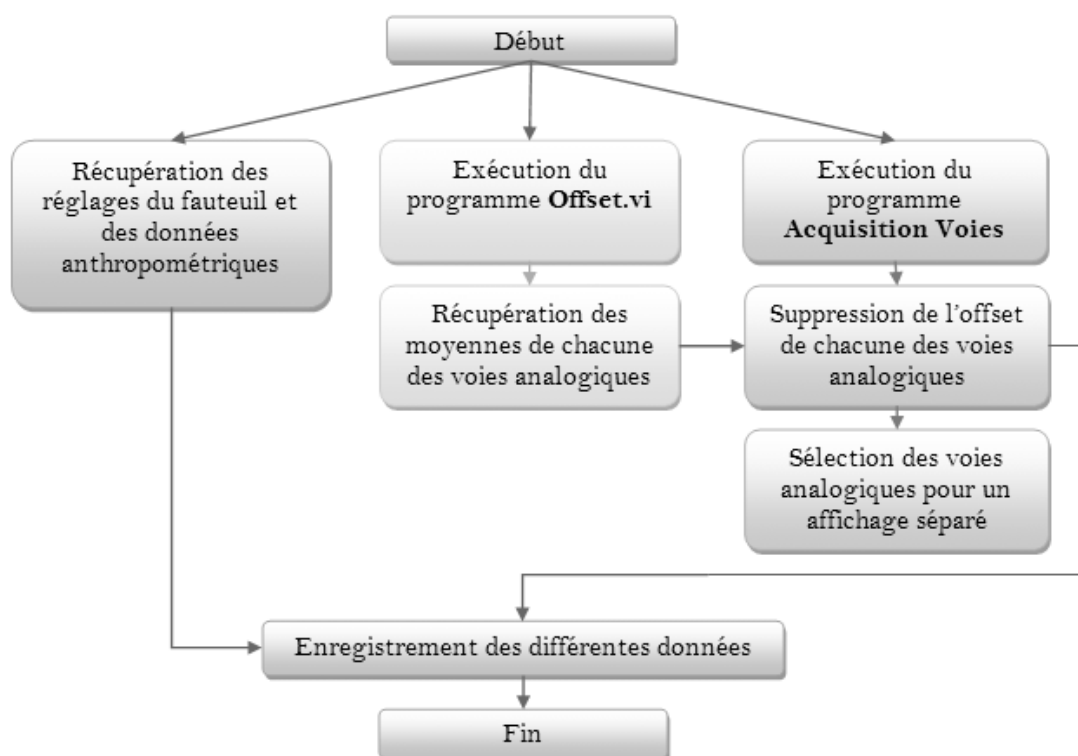 Début
Récupération des
réglages du fauteuil et
des données
anthropométriques
Exécution du
programme Offset.vi
Exécution du
programme
Acquisition Voies
Récupération des
moyennes de chacune
des voies analogiques
Suppression de l'offset
de chacune des voies
analogiques
Sélection des voies
analogiques pour un
affichage séparé
Enregistrement des différentes données
Fin